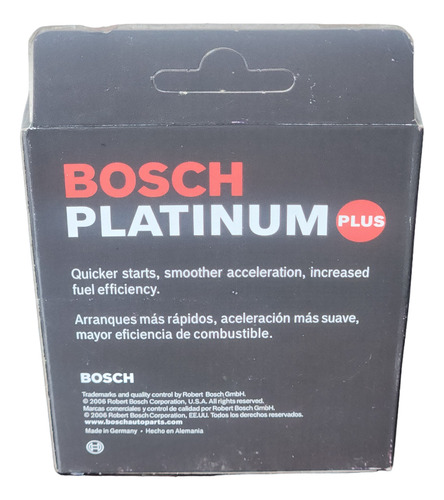 BOSCH
PLATINUM PLUS
Quicker starts, smoother acceleration, increased
fuel efficiency.
Arranques más rápidos, aceleración más suave,
mayor eficiencia de combustible.
BOSCH
Trademarks and quality control by Robert Bosch GmbH.
© 2006 Robert Bosch Corporation, U.S.A. All rights reserved.
Marcas comerciales y control de calidad por Robert Bosch GmbH.
© 2006 Robert Bosch Corporation, EE.UU. Todos los derechos reservados.
www.boschautoparts.com
Made in Germany • Hecho en Alemania